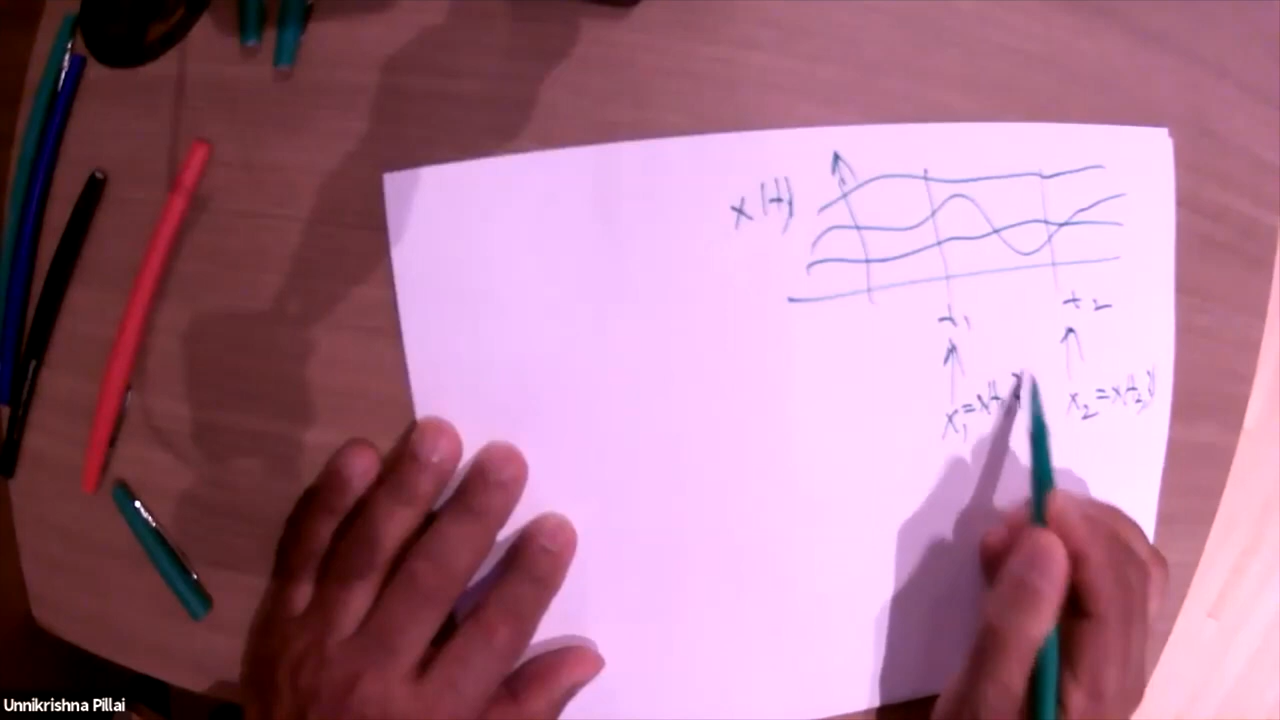 x(t)
t₁ t₂
x₁=x(t₁) x₂=x(t₂)
Unnikrishna Pillai